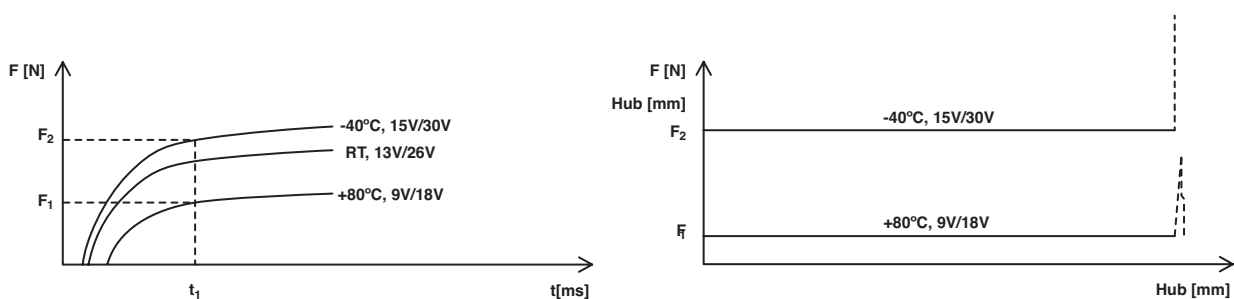 F [N]
F2
F1
-40ºC, 15V/30V
RT, 13V/26V
+80ºC, 9V/18V
t1
t[ms]
F [N]
Hub [mm]
F2
-40ºC, 15V/30V
F1
+80ºC, 9V/18V
Hub [mm]